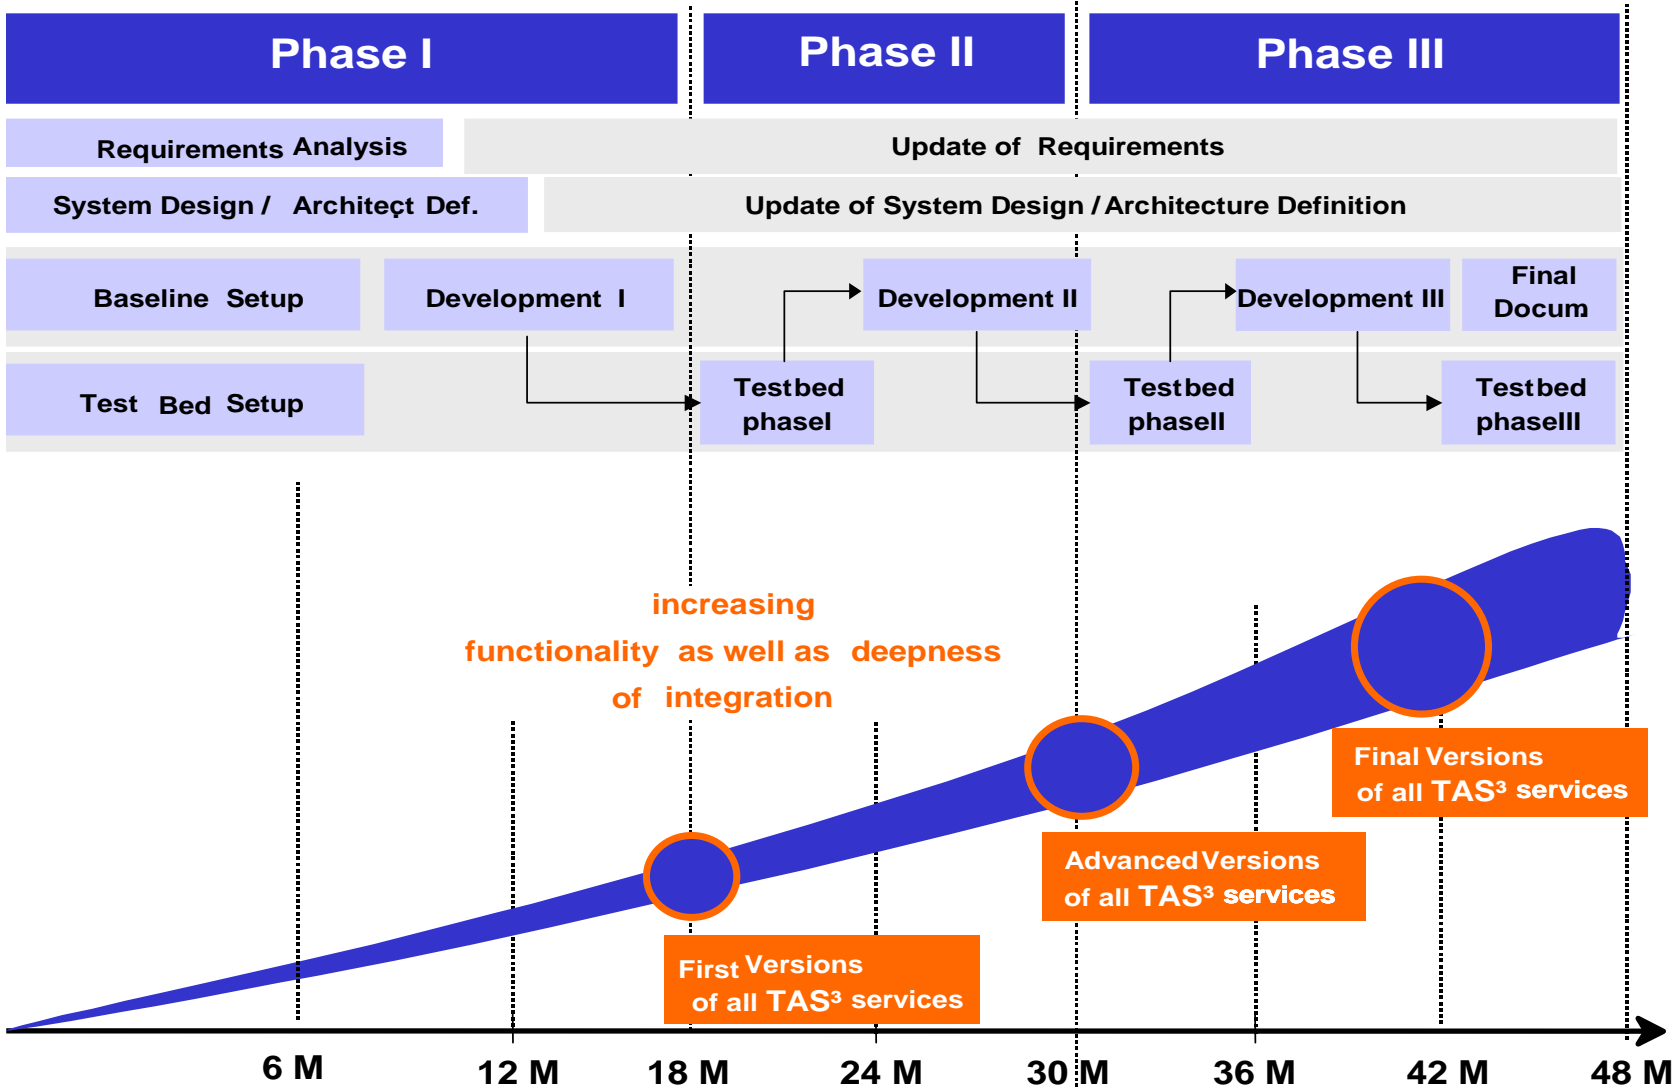 Phase I
Phase II
Phase III
Requirements Analysis
Update of Requirements
System Design / Architeçt Def.
Update of System Design / Architecture Definition
Baseline Setup
Development I
Development II
Development III
Final
Docum.
Test Bed Setup
Testbed
phaseI
Testbed
phaseII
Testbed
phaseIII
increasing
functionality as well as deepness
of integration
Final Versions
of all TAS³ services
Advanced Versions
of all TAS³ services
First Versions
of all TAS³ services
6 M
12 M
18 M
24 M
30 M
36 M
42 M
48 M